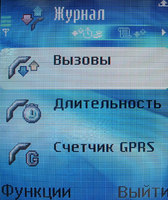 Журнал
Вызовы
Длительность
Счетчик GPRS
Функции
Выйти